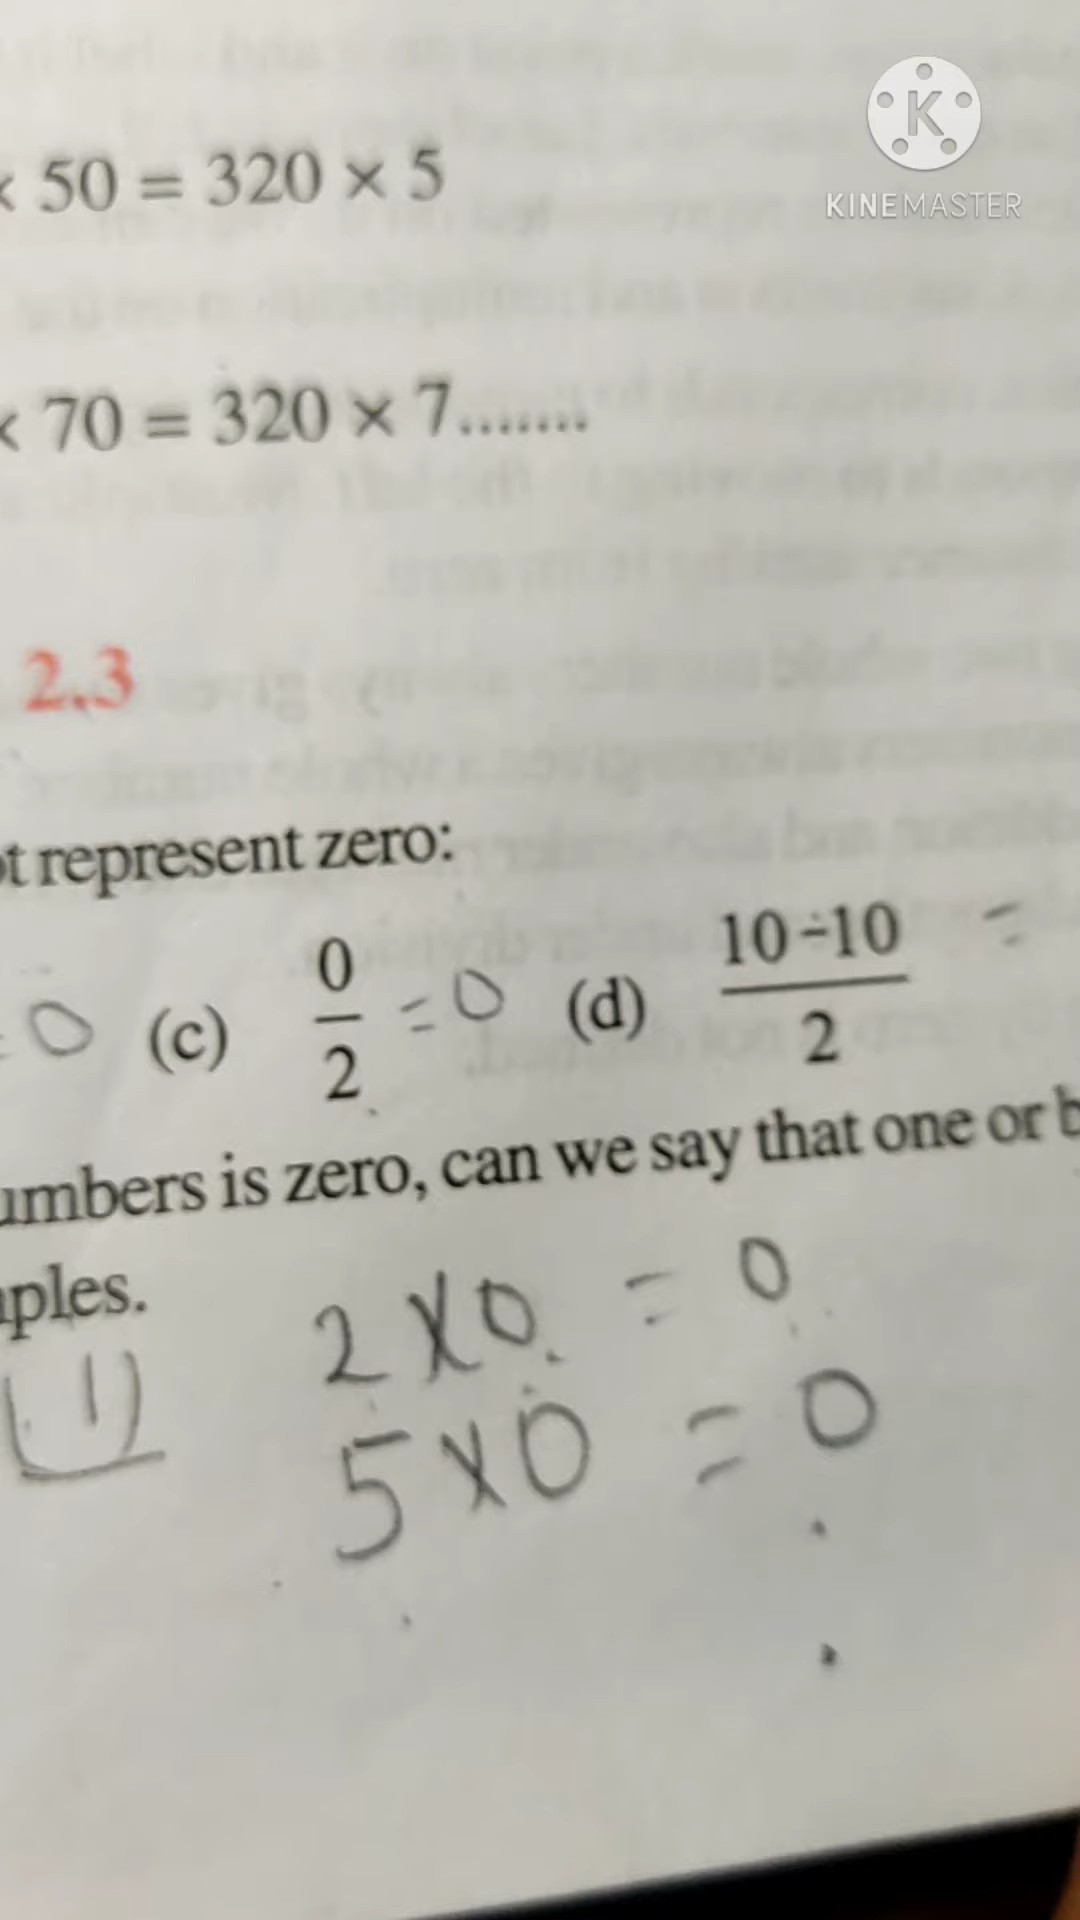 K
KINEMASTER
× 50 = 320 × 5
× 70 = 320 × 7.......
2.3
ot represent zero:
= 0 (c) 0/2 = 0 (d) 10÷10/2 =
umbers is zero, can we say that one or b
ples.
1 2 × 0 = 0
5 × 0 = 0